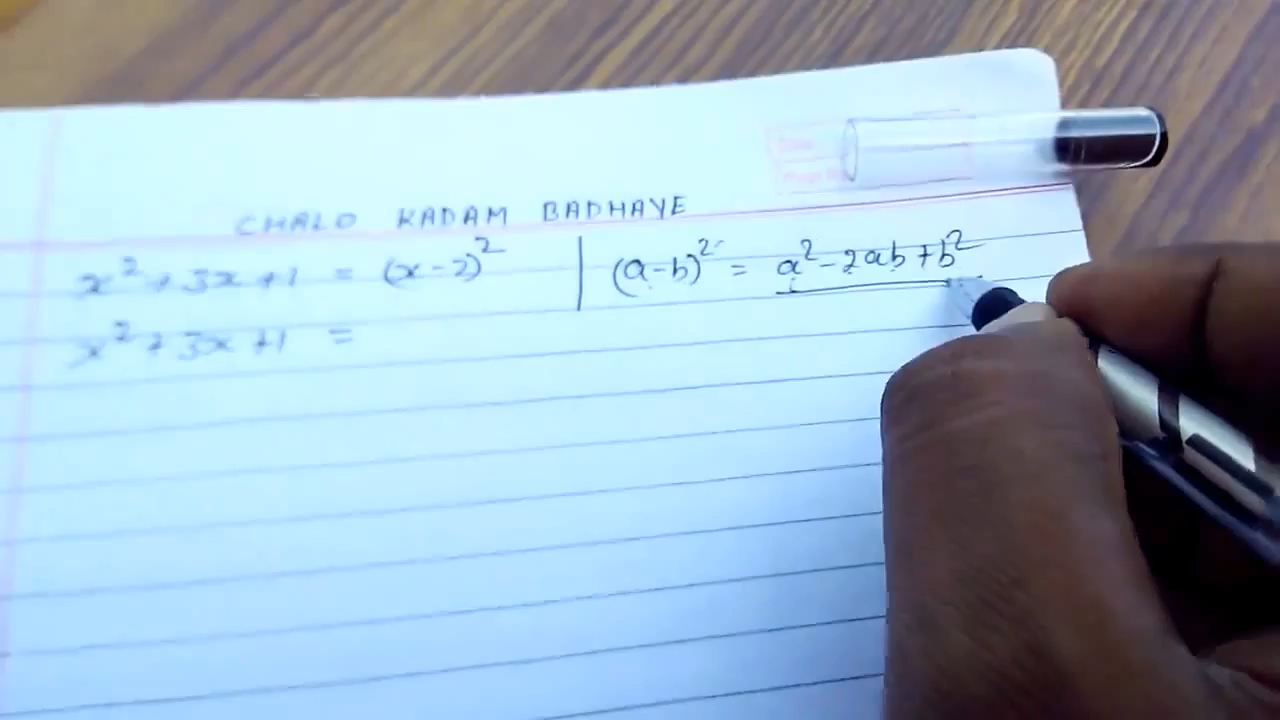 CHALO KADAM BADHAYE
x² + 3x + 1 = (x - 2)² | (a - b)² = a² - 2ab + b²
x² + 3x + 1 =